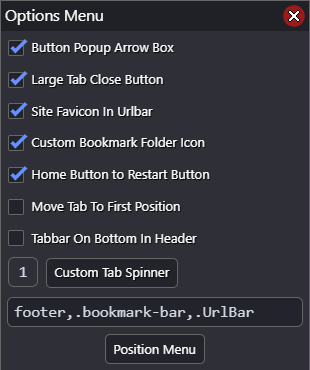 Options Menu
Button Popup Arrow Box
Large Tab Close Button
Site Favicon In Urlbar
Custom Bookmark Folder Icon
Home Button to Restart Button
Move Tab To First Position
Tabbar On Bottom In Header
1 Custom Tab Spinner
footer,.bookmark-bar,.UrlBar
Position Menu